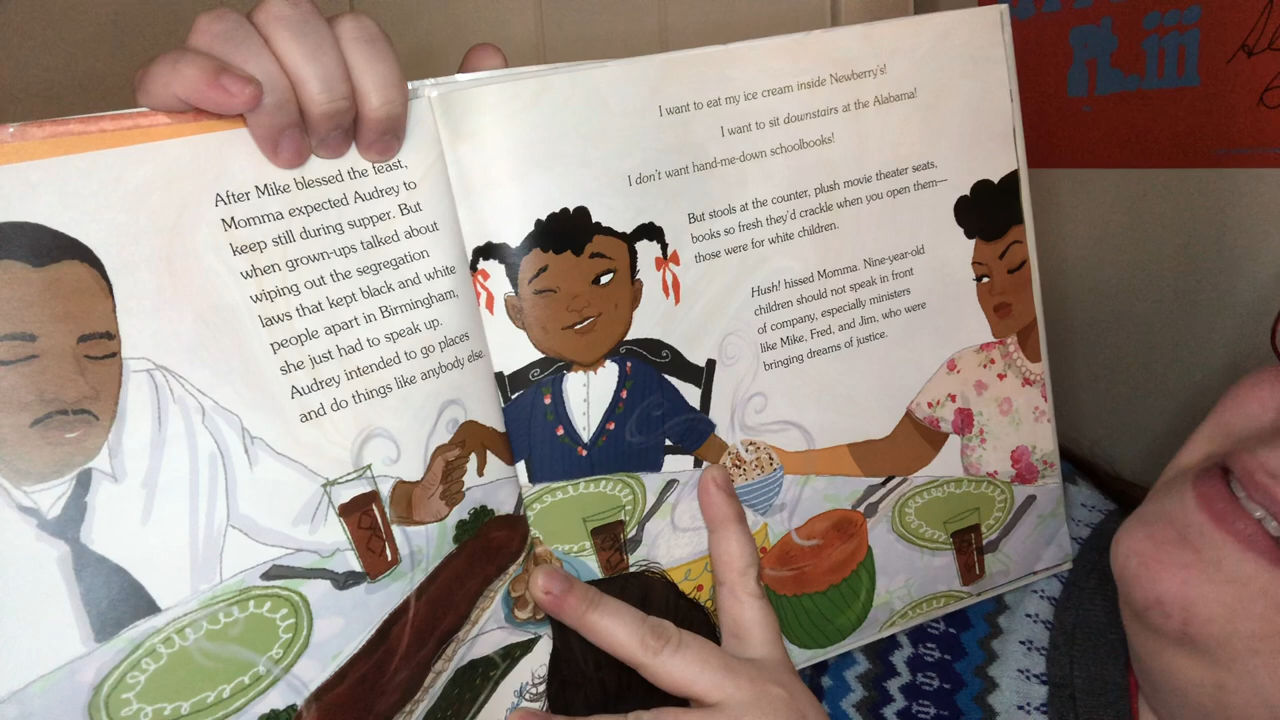 After Mike blessed the feast,
Momma expected Audrey to
keep still during supper. But
when grown-ups talked about
wiping out the segregation
laws that kept black and white
people apart in Birmingham,
she just had to speak up.
Audrey intended to go places
and do things like anybody else.
I want to eat my ice cream inside Newberry's!
I want to sit downstairs at the Alabama!
I don't want hand-me-down schoolbooks!
But stools at the counter, plush movie theater seats,
books so fresh they'd crackle when you open them—
those were for white children.
Hush! hissed Momma. Nine-year-old
children should not speak in front
of company, especially ministers
like Mike, Fred, and Jim, who were
bringing dreams of justice.